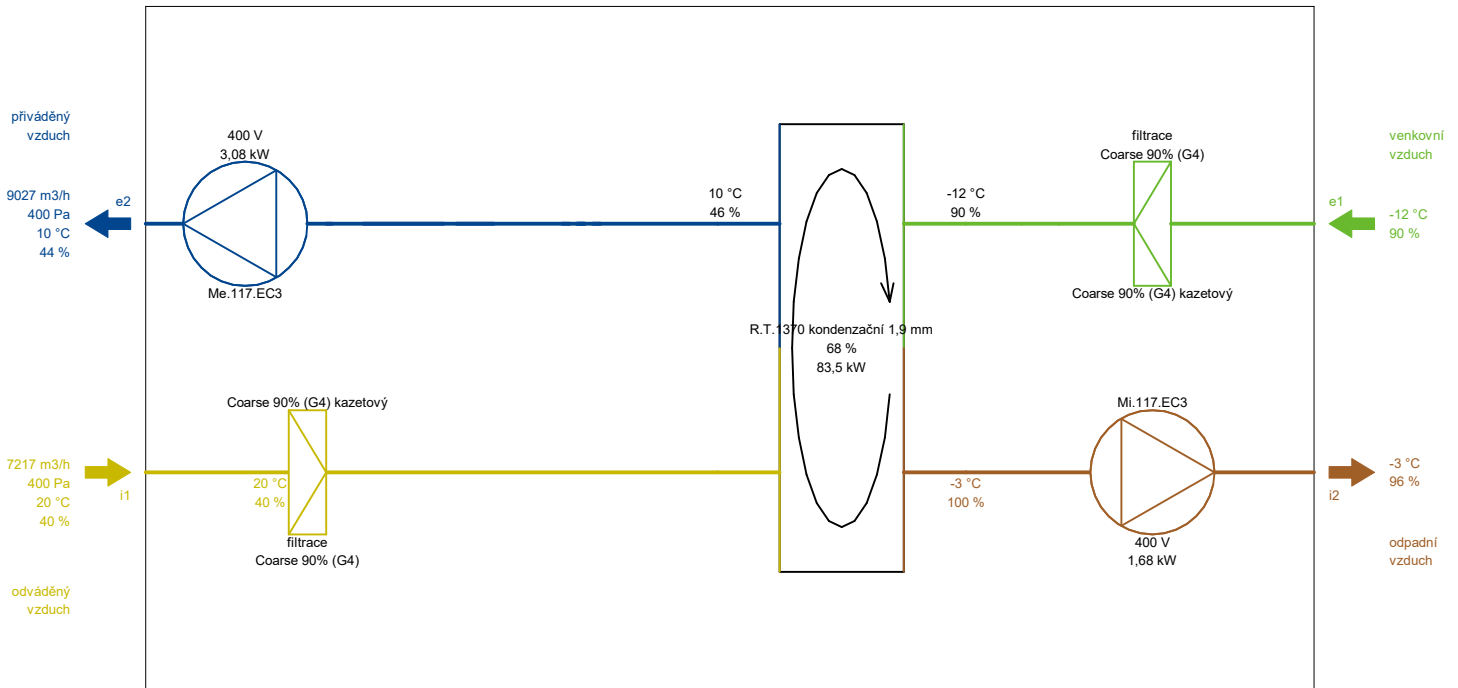 přiváděný
vzduch
9027 m3/h
400 Pa
10 °C
44 %
e2
400 V
3,08 kW
Me.117.EC3
10 °C
46 %
-12 °C
90 %
filtrace
Coarse 90% (G4)
Coarse 90% (G4) kazetový
venkovní
vzduch
e1
-12 °C
90 %
R.T.1370 kondenzační 1,9 mm
68 %
83,5 kW
7217 m3/h
400 Pa
20 °C
40 %
i1
odváděný
vzduch
Coarse 90% (G4) kazetový
20 °C
40 %
filtrace
Coarse 90% (G4)
-3 °C
100 %
Mi.117.EC3
400 V
1,68 kW
-3 °C
96 %
i2
odpadní
vzduch